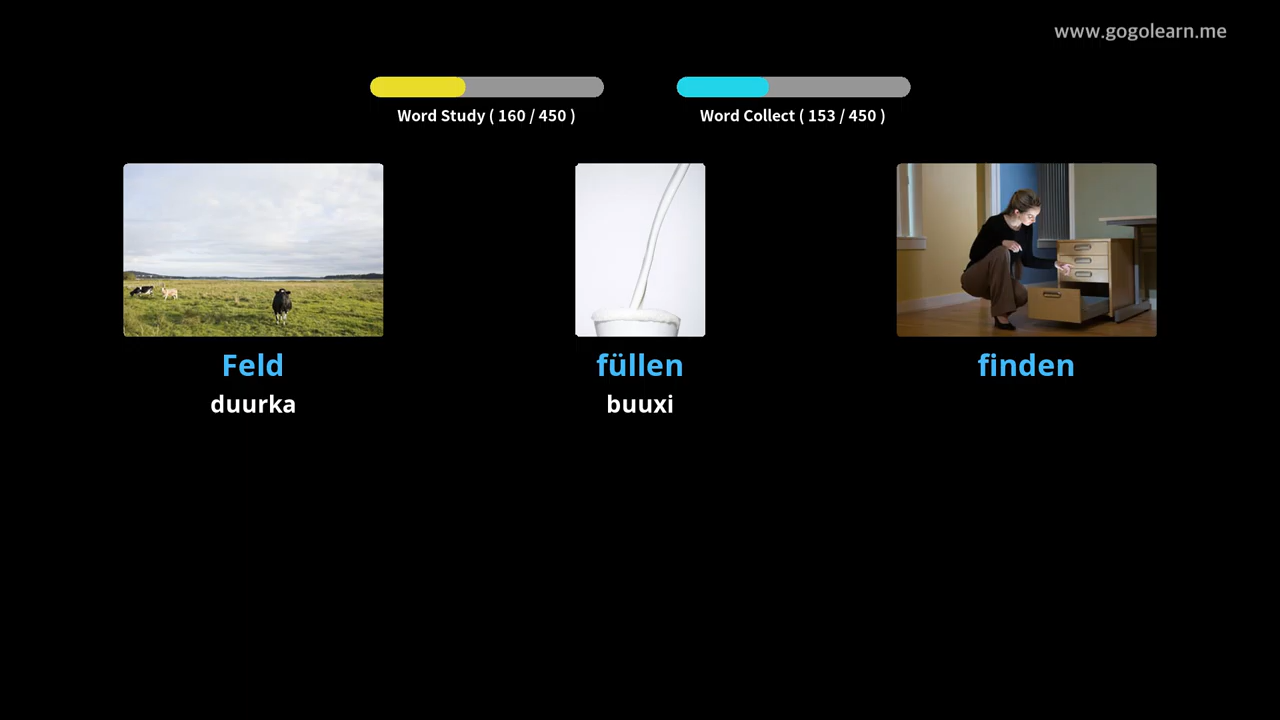 www.gogolearn.me
Word Study ( 160 / 450 )
Word Collect ( 153 / 450 )
Feld
füllen
finden
duurka
buuxi